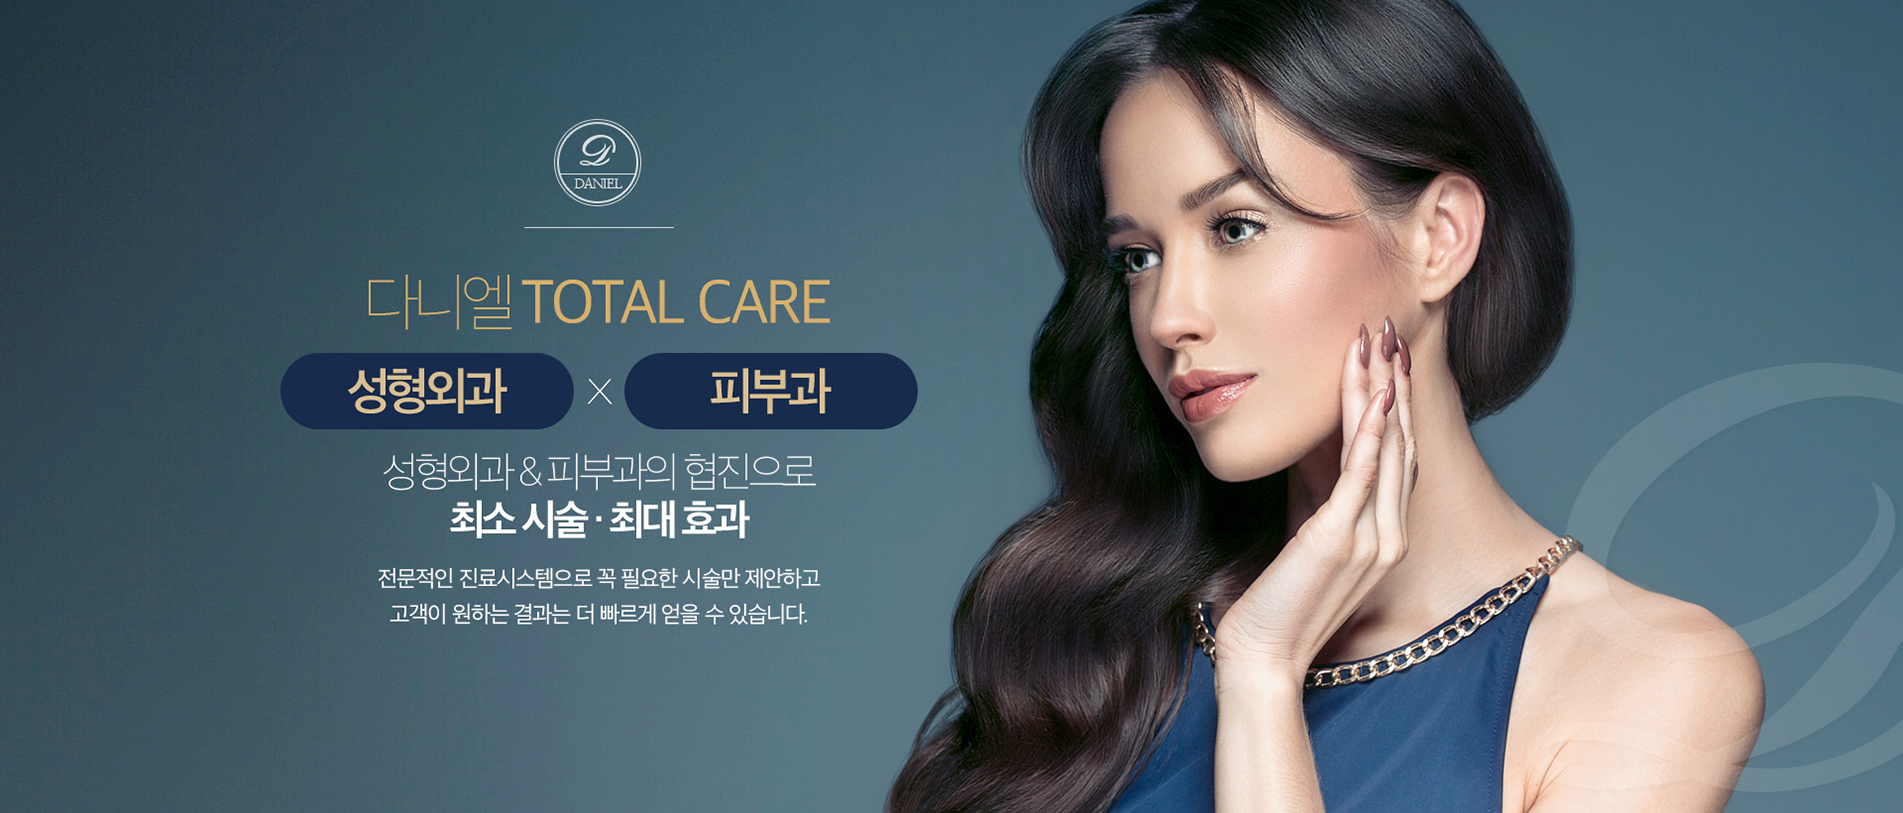 D
DANIEL
다니엘 TOTAL CARE
성형외과 × 피부과
성형외과 & 피부과의 협진으로
최소 시술 · 최대 효과
전문적인 진료시스템으로 꼭 필요한 시술만 제안하고
고객이 원하는 결과는 더 빠르게 얻을 수 있습니다.